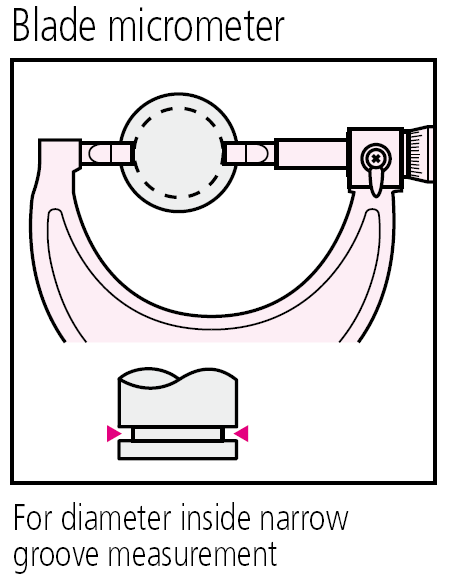 Blade micrometer
For diameter inside narrow
groove measurement